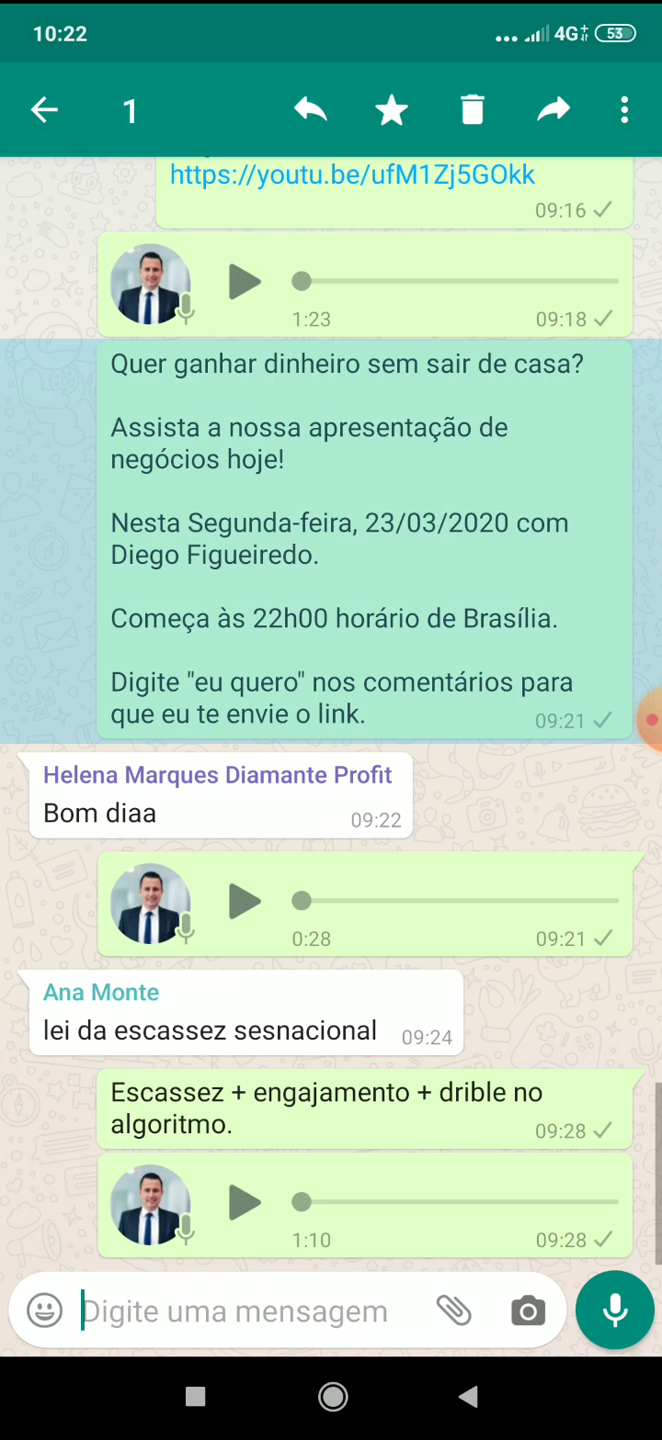 10:22
4G+
53
1
https://youtu.be/ufM1Zj5GOkk
09:16
1:23
09:18
Quer ganhar dinheiro sem sair de casa?
Assista a nossa apresentação de
negócios hoje!
Nesta Segunda-feira, 23/03/2020 com
Diego Figueiredo.
Começa às 22h00 horário de Brasília.
Digite "eu quero" nos comentários para
que eu te envie o link.
09:21
Helena Marques Diamante Profit
Bom diaa
09:22
0:28
09:21
Ana Monte
lei da escassez sesnacional
09:24
Escassez + engajamento + drible no
algoritmo.
09:28
1:10
09:28
Digite uma mensagem